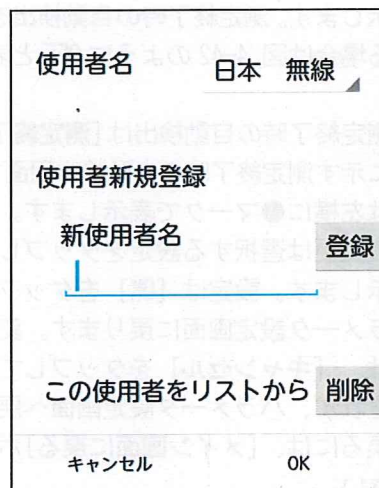 使用者名 日本 無線
使用者新規登録
新使用者名
登録
この使用者をリストから 削除
キャンセル OK